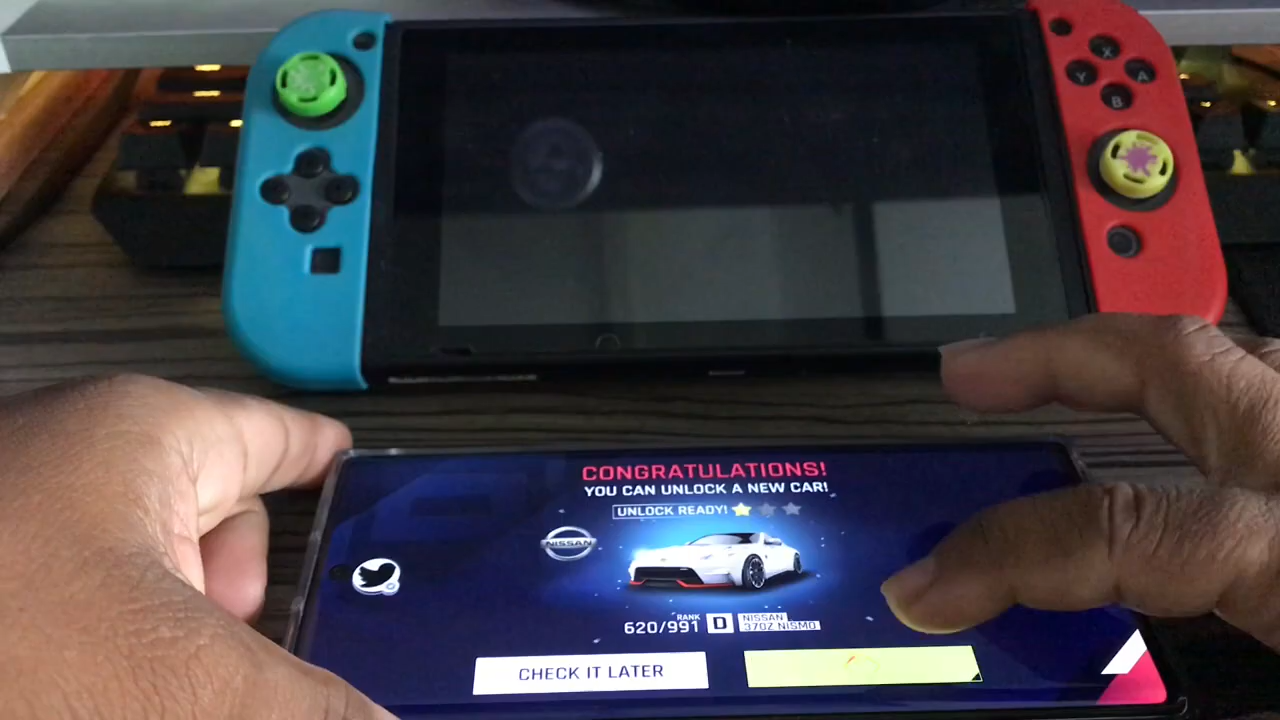 X
Y A
B
CONGRATULATIONS!
YOU CAN UNLOCK A NEW CAR!
UNLOCK READY!
NISSAN
RANK
620/991 D NISSAN
370Z NISMO
CHECK IT LATER